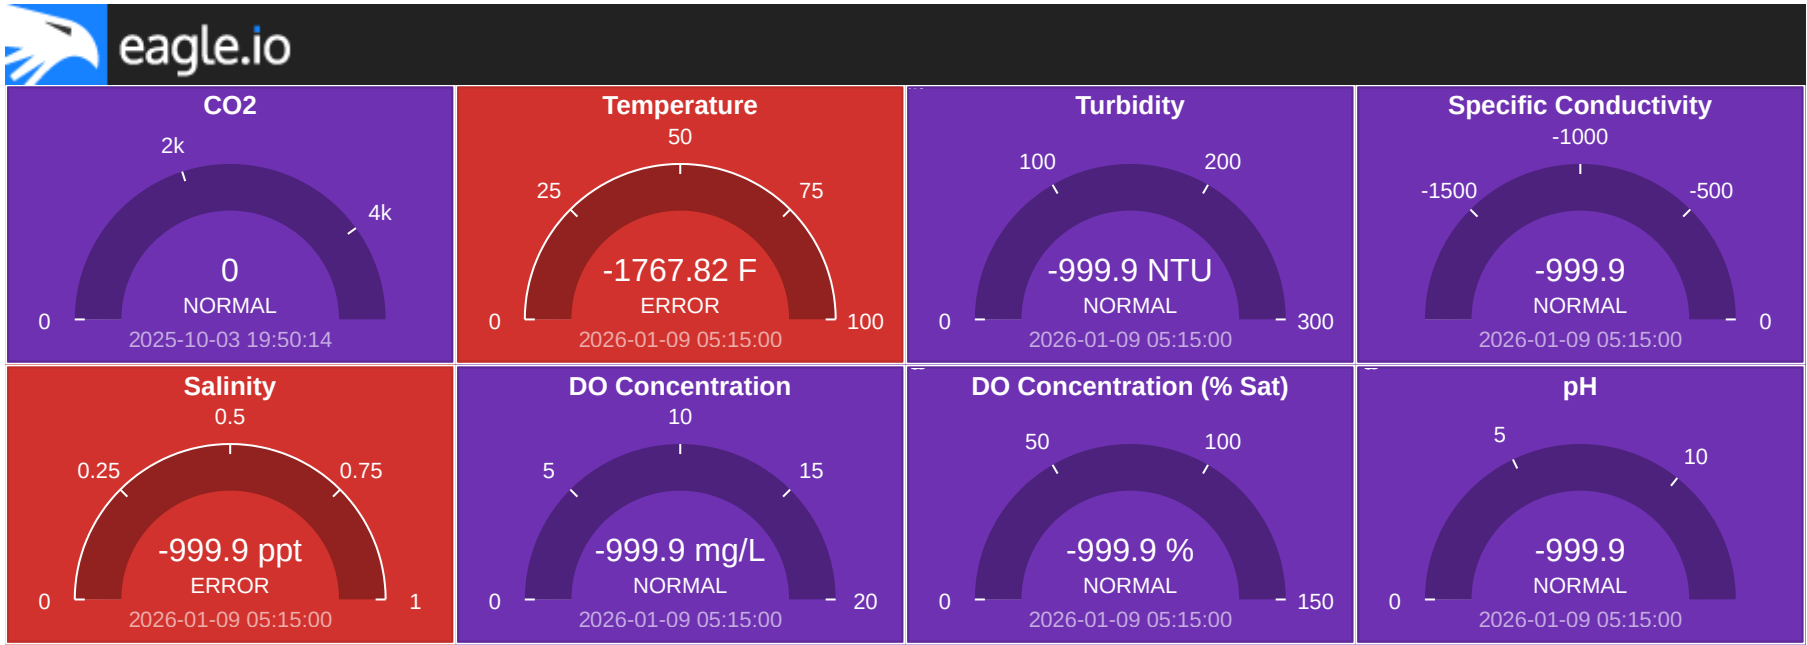 eagle.io
CO2
2k
4k
0
0
NORMAL
2025-10-03 19:50:14
Temperature
50
25
75
-1767.82 F
ERROR
0
100
2026-01-09 05:15:00
Turbidity
100
200
-999.9 NTU
NORMAL
0
300
2026-01-09 05:15:00
Specific Conductivity
-1000
-1500
-500
-999.9
NORMAL
0
2026-01-09 05:15:00
Salinity
0.5
0.25
0.75
-999.9 ppt
ERROR
0
1
2026-01-09 05:15:00
DO Concentration
10
5
15
-999.9 mg/L
NORMAL
0
20
2026-01-09 05:15:00
DO Concentration (% Sat)
50
100
-999.9 %
NORMAL
0
150
2026-01-09 05:15:00
pH
5
10
-999.9
NORMAL
0
2026-01-09 05:15:00